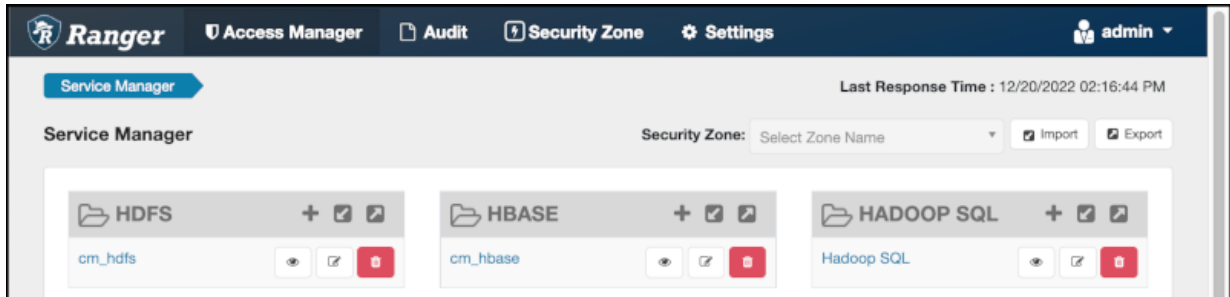 Ranger Access Manager Audit Security Zone Settings admin
Service Manager Last Response Time : 12/20/2022 02:16:44 PM
Service Manager Security Zone: Select Zone Name Import Export
HDFS HBASE HADOOP SQL
cm_hdfs cm_hbase Hadoop SQL